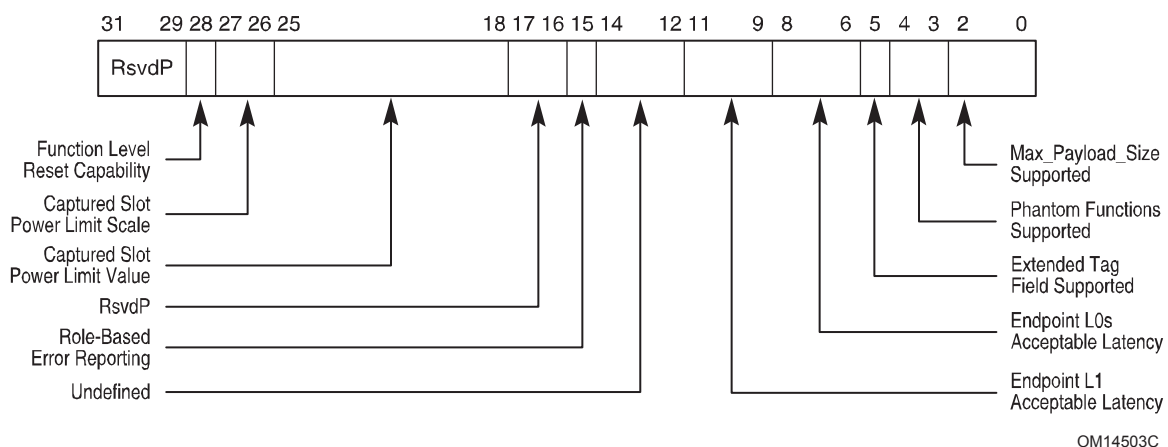 31 29 28 27 26 25 18 17 16 15 14 12 11 9 8 6 5 4 3 2 0
RsvdP
Function Level
Reset Capability
Captured Slot
Power Limit Scale
Captured Slot
Power Limit Value
RsvdP
Role-Based
Error Reporting
Undefined
Max_Payload_Size
Supported
Phantom Functions
Supported
Extended Tag
Field Supported
Endpoint L0s
Acceptable Latency
Endpoint L1
Acceptable Latency
OM14503C